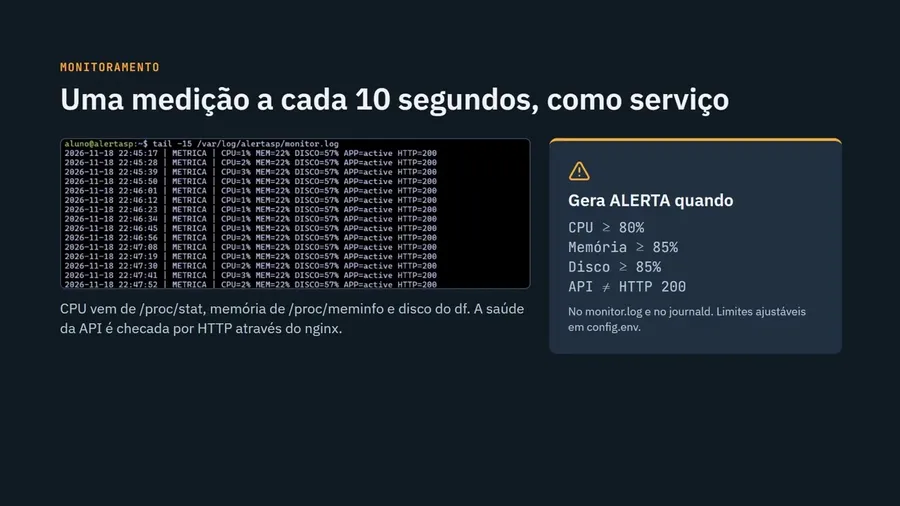 MONITORAMENTO
Uma medição a cada 10 segundos, como serviço
aluno@alertasp:~$ tail -15 /var/log/alertasp/monitor.log
2026-11-18 22:45:17 | METRICA | CPU=1% MEM=22% DISCO=57% APP=active HTTP=200
2026-11-18 22:45:28 | METRICA | CPU=2% MEM=22% DISCO=57% APP=active HTTP=200
2026-11-18 22:45:39 | METRICA | CPU=3% MEM=22% DISCO=57% APP=active HTTP=200
2026-11-18 22:45:50 | METRICA | CPU=1% MEM=22% DISCO=57% APP=active HTTP=200
2026-11-18 22:46:01 | METRICA | CPU=1% MEM=22% DISCO=57% APP=active HTTP=200
2026-11-18 22:46:12 | METRICA | CPU=2% MEM=22% DISCO=57% APP=active HTTP=200
2026-11-18 22:46:23 | METRICA | CPU=1% MEM=22% DISCO=57% APP=active HTTP=200
2026-11-18 22:46:34 | METRICA | CPU=1% MEM=22% DISCO=57% APP=active HTTP=200
2026-11-18 22:46:45 | METRICA | CPU=1% MEM=22% DISCO=57% APP=active HTTP=200
2026-11-18 22:46:56 | METRICA | CPU=2% MEM=22% DISCO=57% APP=active HTTP=200
2026-11-18 22:47:08 | METRICA | CPU=1% MEM=22% DISCO=57% APP=active HTTP=200
2026-11-18 22:47:19 | METRICA | CPU=1% MEM=22% DISCO=57% APP=active HTTP=200
2026-11-18 22:47:30 | METRICA | CPU=2% MEM=22% DISCO=57% APP=active HTTP=200
2026-11-18 22:47:41 | METRICA | CPU=3% MEM=22% DISCO=57% APP=active HTTP=200
2026-11-18 22:47:52 | METRICA | CPU=2% MEM=22% DISCO=57% APP=active HTTP=200
CPU vem de /proc/stat, memória de /proc/meminfo e disco do df. A saúde
da API é checada por HTTP através do nginx.
Gera ALERTA quando
CPU ≥ 80%
Memória ≥ 85%
Disco ≥ 85%
API ≠ HTTP 200
No monitor.log e no journald. Limites ajustáveis
em config.env.